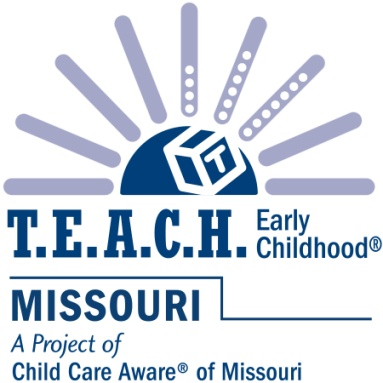 T
T.E.A.C.H. Early Childhood®
MISSOURI
A Project of
Child Care Aware® of Missouri